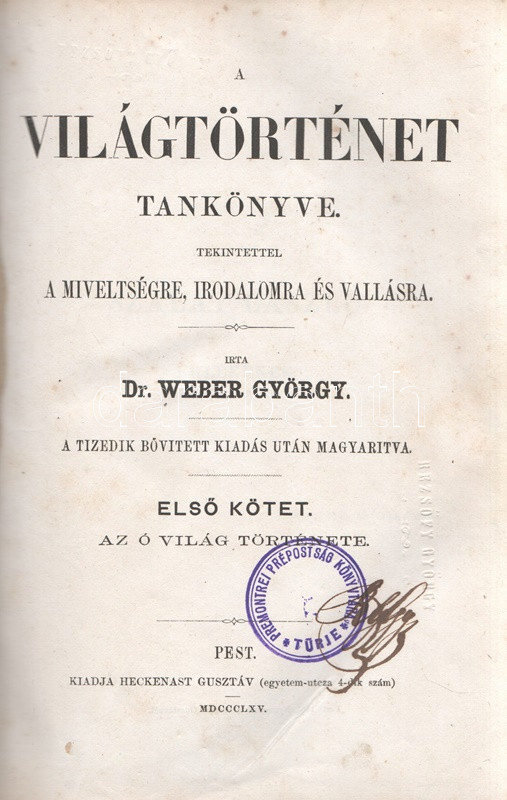 A
VILÁGTÖRTÉNET
TANKÖNYVE.
TEKINTETTEL
A MIVELTSÉGRE, IRODALOMRA ÉS VALLÁSRA.
IRTA
Dr. WEBER GYÖRGY.
A TIZEDIK BŐVITETT KIADÁS UTÁN MAGYARITVA.
ELSŐ KÖTET.
AZ Ó VILÁG TÖRTÉNETE.
PREMONTREI PRÉPOSTSÁG KÖNYVTÁRA
* TÜRJE *
PEST.
KIADJA HECKENAST GUSZTÁV (egyetem-utcza 4-dik szám)
MDCCCLXV.
darabanth